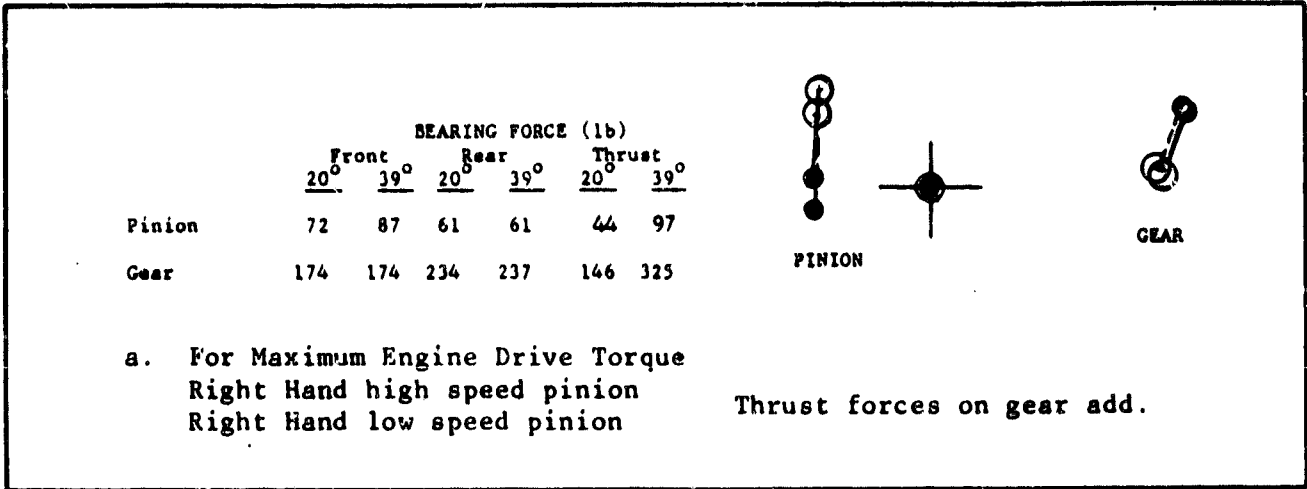 BEARING FORCE (lb)
Front Rear Thrust
20° 39° 20° 39° 20° 39°
Pinion 72 87 61 61 44 97
Gear 174 174 234 237 146 325
PINION
GEAR
a. For Maximum Engine Drive Torque
Right Hand high speed pinion
Right Hand low speed pinion
Thrust forces on gear add.